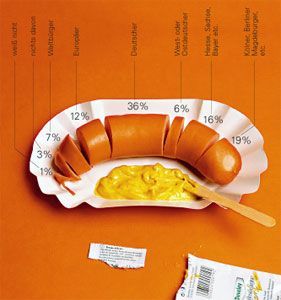 weiß nicht
nichts davon
Weltbürger
Europäer
Deutscher
West- oder
Ostdeutscher
Hesse, Sachse,
Bayer etc.
Kölner, Berliner
Magdeburger,
etc.
1%
3%
7%
12%
36%
6%
16%
19%